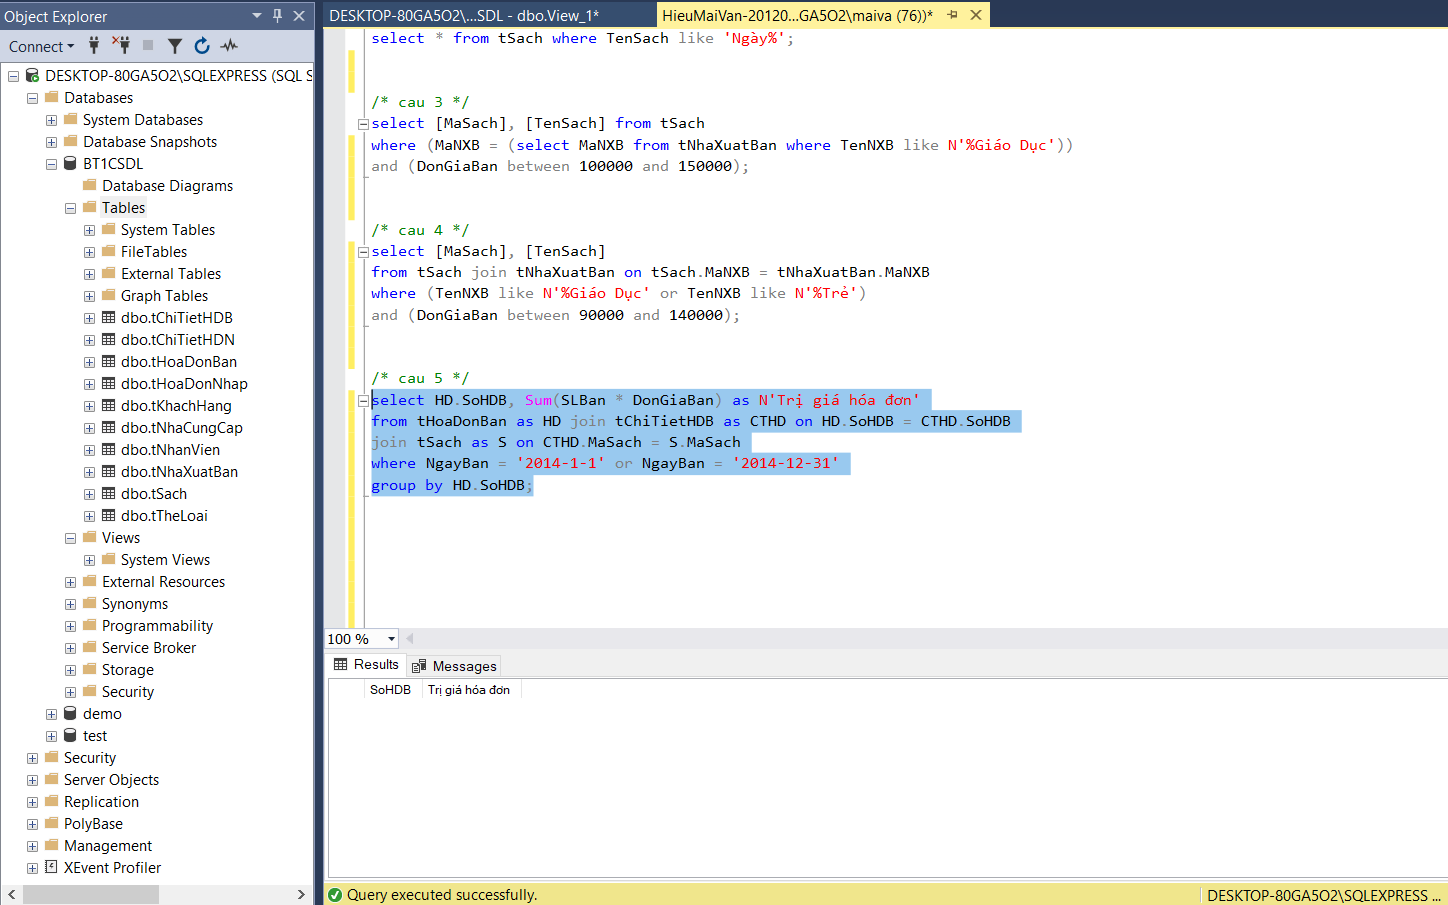 Object Explorer
Connect
DESKTOP-80GA5O2\SQLEXPRESS (SQL S
Databases
System Databases
Database Snapshots
BT1CSDL
Database Diagrams
Tables
System Tables
FileTables
External Tables
Graph Tables
dbo.tChiTietHDB
dbo.tChiTietHDN
dbo.tHoaDonBan
dbo.tHoaDonNhap
dbo.tKhachHang
dbo.tNhaCungCap
dbo.tNhanVien
dbo.tNhaXuatBan
dbo.tSach
dbo.tTheLoai
Views
System Views
External Resources
Synonyms
Programmability
Service Broker
Storage
Security
demo
test
Security
Server Objects
Replication
PolyBase
Management
XEvent Profiler
DESKTOP-80GA5O2\...SDL - dbo.View_1*
HieuMaiVan-20120...GA5O2\maiva (76))*
select * from tSach where TenSach like 'Ngày%';
/* cau 3 */
select [MaSach], [TenSach] from tSach
where (MaNXB = (select MaNXB from tNhaXuatBan where TenNXB like N'%Giáo Dục'))
and (DonGiaBan between 100000 and 150000);
/* cau 4 */
select [MaSach], [TenSach]
from tSach join tNhaXuatBan on tSach.MaNXB = tNhaXuatBan.MaNXB
where (TenNXB like N'%Giáo Dục' or TenNXB like N'%Trẻ')
and (DonGiaBan between 90000 and 140000);
/* cau 5 */
select HD.SoHDB, Sum(SLBan * DonGiaBan) as N'Trị giá hóa đơn'
from tHoaDonBan as HD join tChiTietHDB as CTHD on HD.SoHDB = CTHD.SoHDB
join tSach as S on CTHD.MaSach = S.MaSach
where NgayBan = '2014-1-1' or NgayBan = '2014-12-31'
group by HD.SoHDB;
100 %
Results
Messages
SoHDB
Trị giá hóa đơn
Query executed successfully.
DESKTOP-80GA5O2\SQLEXPRESS ...